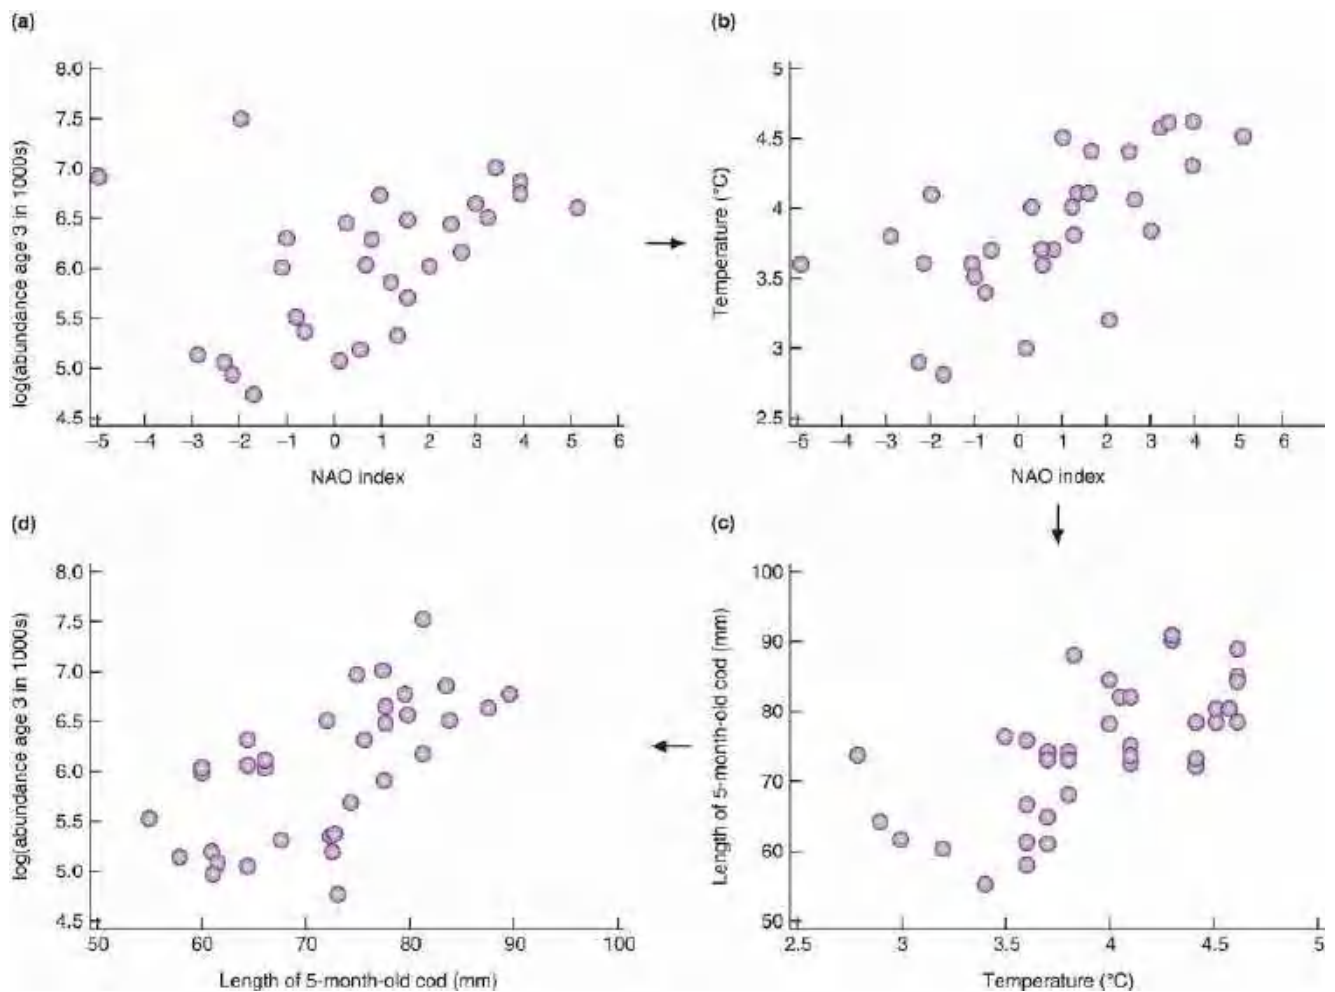 (a)
8.0
7.5
7.0
6.5
6.0
5.5
5.0
4.5
log(abundance age 3 in 1000s)
–5 –4 –3 –2 –1 0 1 2 3 4 5 6
NAO index
(b)
5
4.5
4
3.5
3
2.5
Temperature (°C)
–5 –4 –3 –2 –1 0 1 2 3 4 5 6
NAO index
(d)
8.0
7.5
7.0
6.5
6.0
5.5
5.0
4.5
log(abundance age 3 in 1000s)
50 60 70 80 90 100
Length of 5-month-old cod (mm)
(c)
100
90
80
70
60
50
Length of 5-month-old cod (mm)
2.5 3 3.5 4 4.5 5
Temperature (°C)